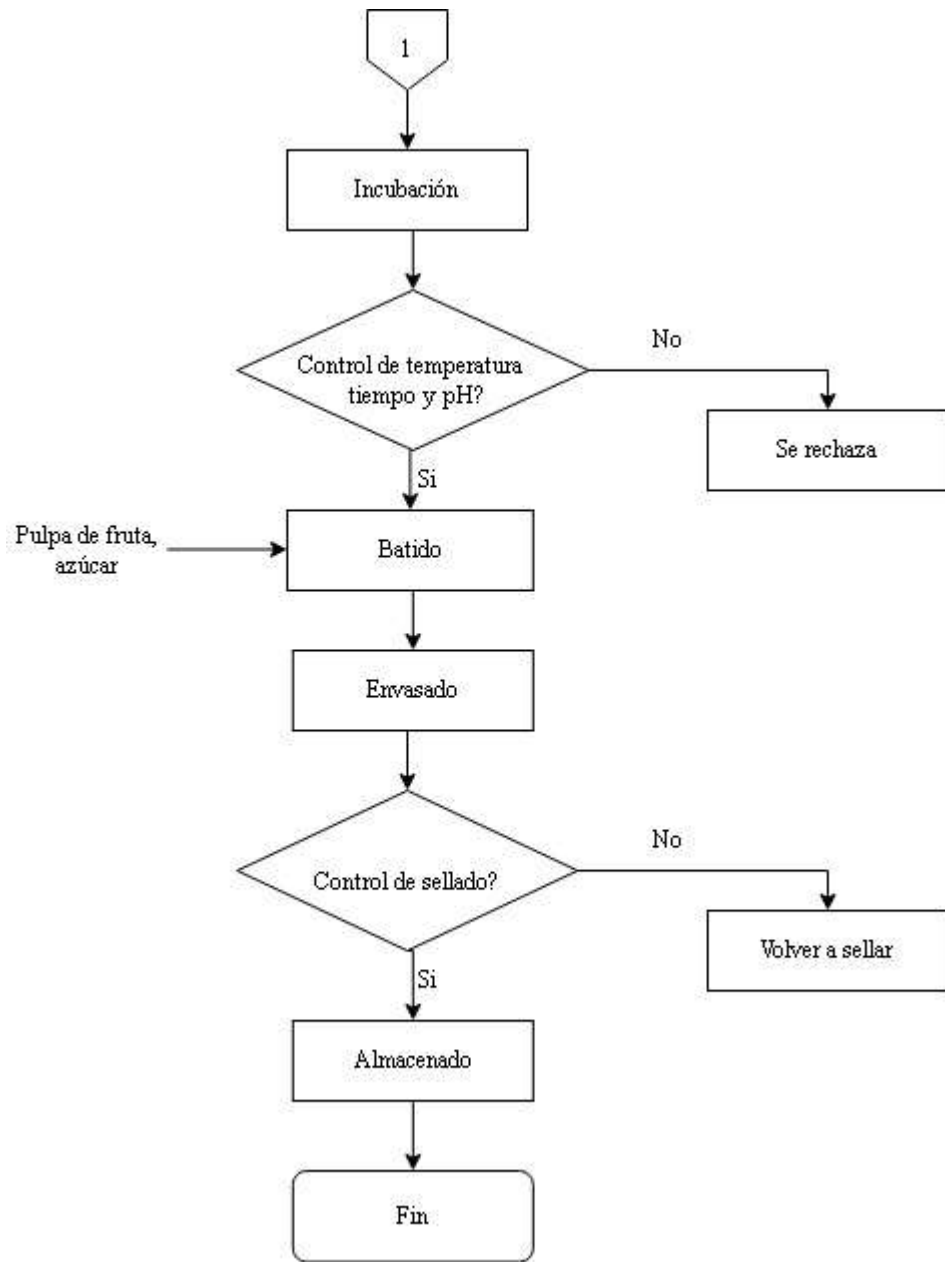 1
Incubación
Control de temperatura
tiempo y pH?
No
Se rechaza
Si
Pulpa de fruta,
azúcar
Batido
Envasado
Control de sellado?
No
Volver a sellar
Si
Almacenado
Fin